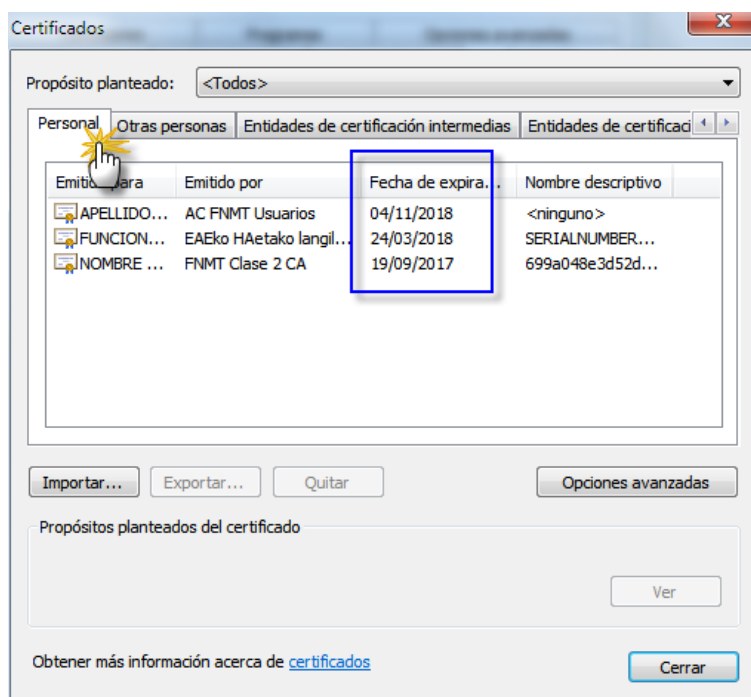 Certificados
Propósito planteado: <Todos>
Personal Otras personas Entidades de certificación intermedias Entidades de certificaci
Emitido para Emitido por Fecha de expira... Nombre descriptivo
APELLIDO... AC FNMT Usuarios 04/11/2018 <ninguno>
FUNCION... EAEko HAetako langil... 24/03/2018 SERIALNUMBER...
NOMBRE ... FNMT Clase 2 CA 19/09/2017 699a048e3d52d...
Importar... Exportar... Quitar Opciones avanzadas
Propósitos planteados del certificado
Ver
Obtener más información acerca de certificados
Cerrar